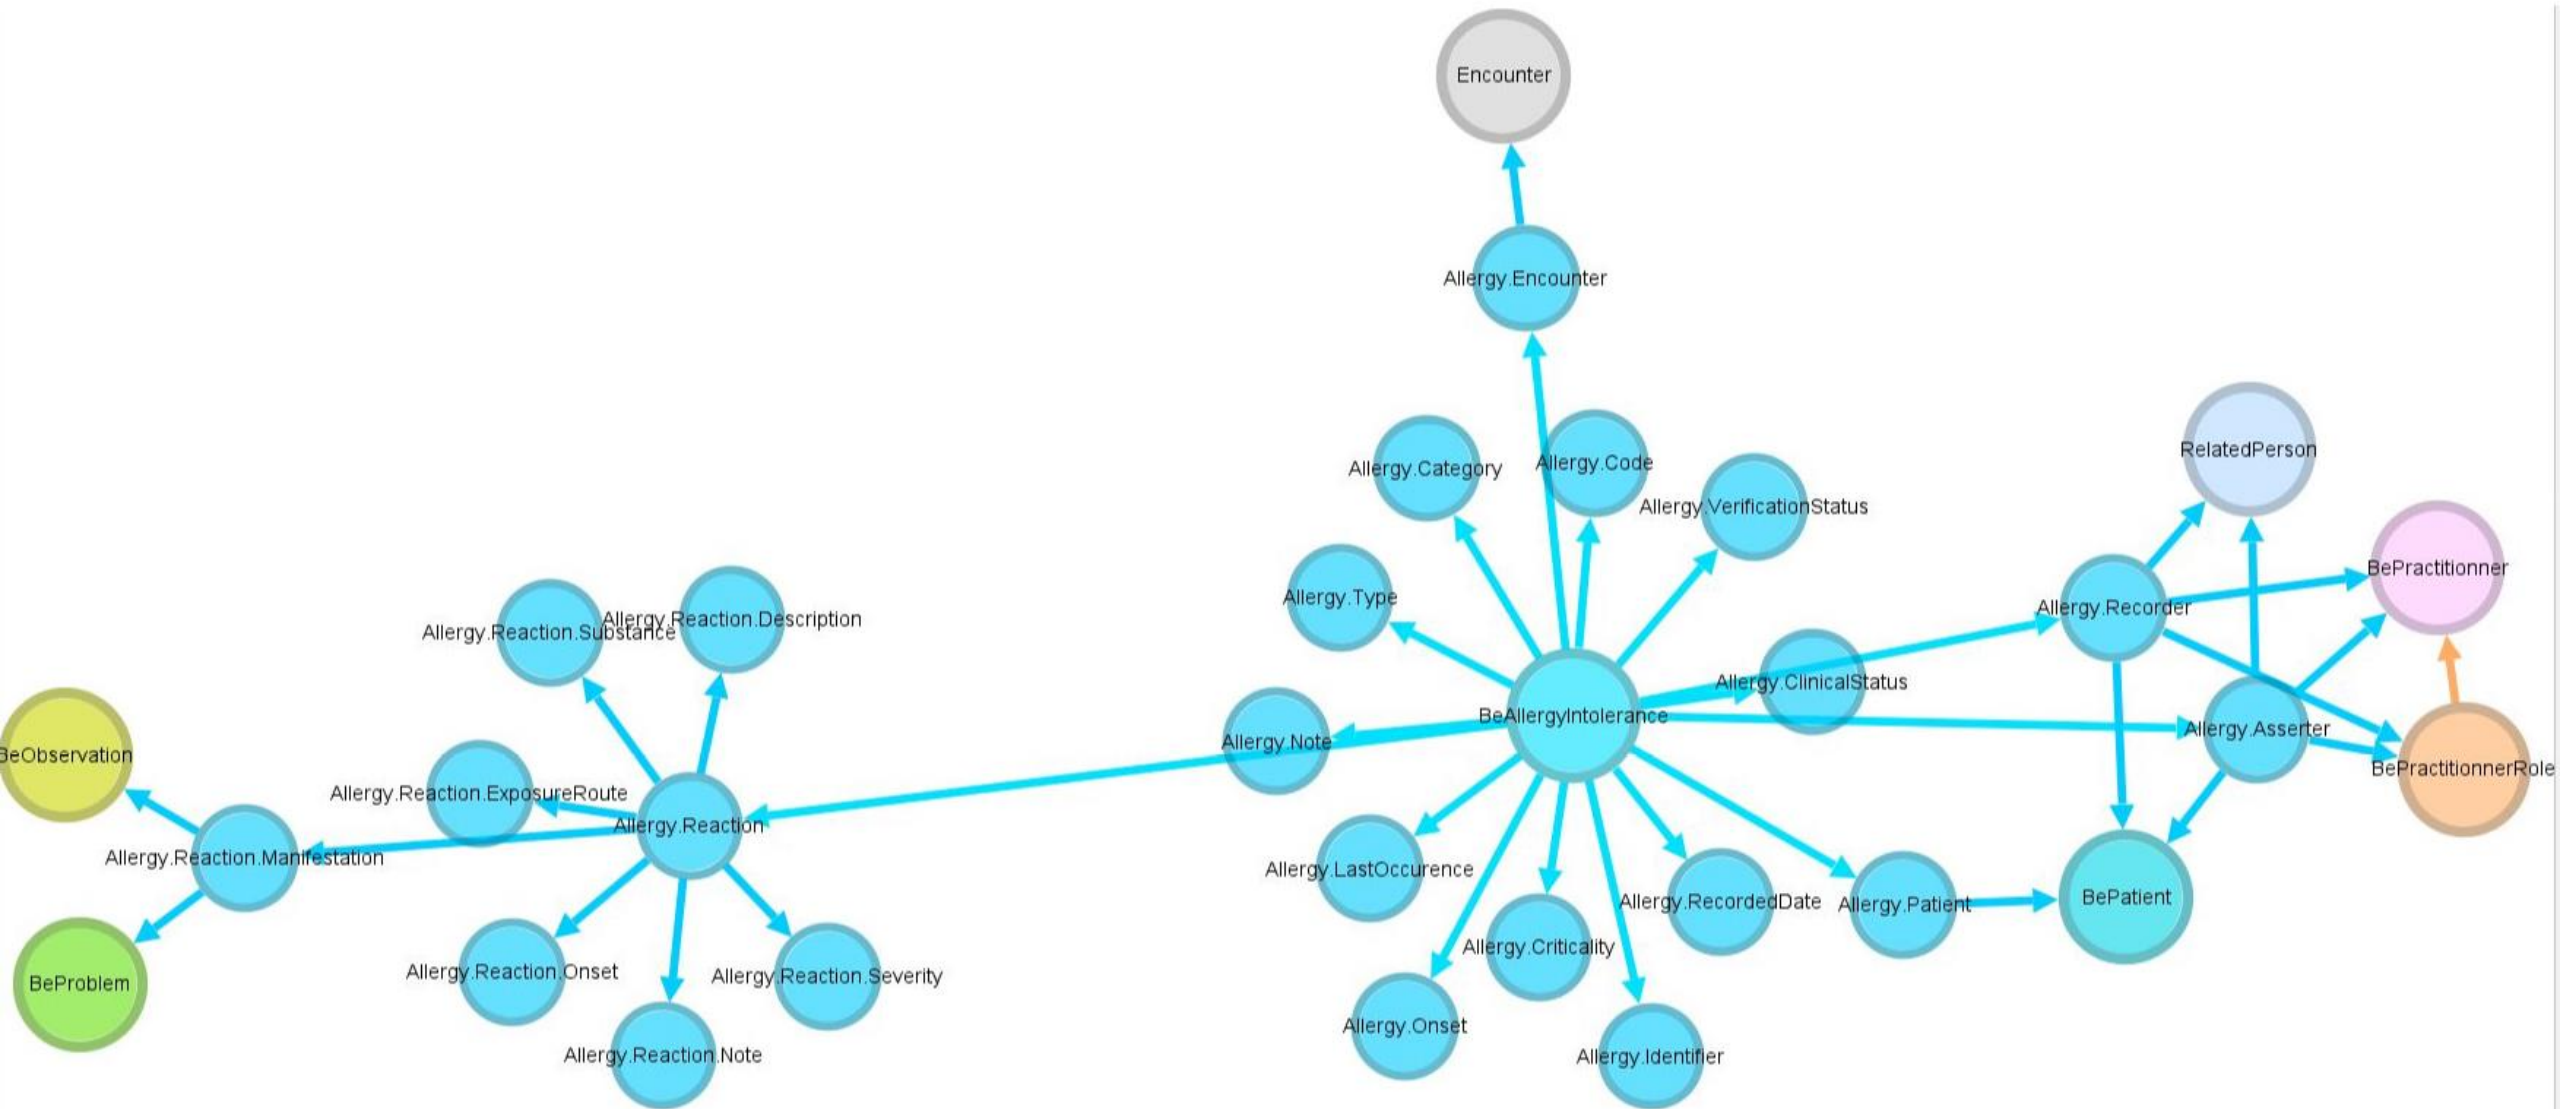 Encounter
Allergy.Encounter
RelatedPerson
Allergy.Category
Allergy.Code
Allergy.VerificationStatus
BePractitionner
Allergy.Type
Allergy.Recorder
Allergy.Reaction.Substance
Allergy.Reaction.Description
Allergy.ClinicalStatus
BeAllergyIntolerance
Allergy.Asserter
Allergy.Note
BeObservation
BePractitionnerRole
Allergy.Reaction.ExposureRoute
Allergy.Reaction
Allergy.Reaction.Manifestation
Allergy.LastOccurence
Allergy.RecordedDate
Allergy.Patient
BePatient
Allergy.Criticality
Allergy.Reaction.Onset
Allergy.Reaction.Severity
BeProblem
Allergy.Onset
Allergy.Reaction.Note
Allergy.Identifier